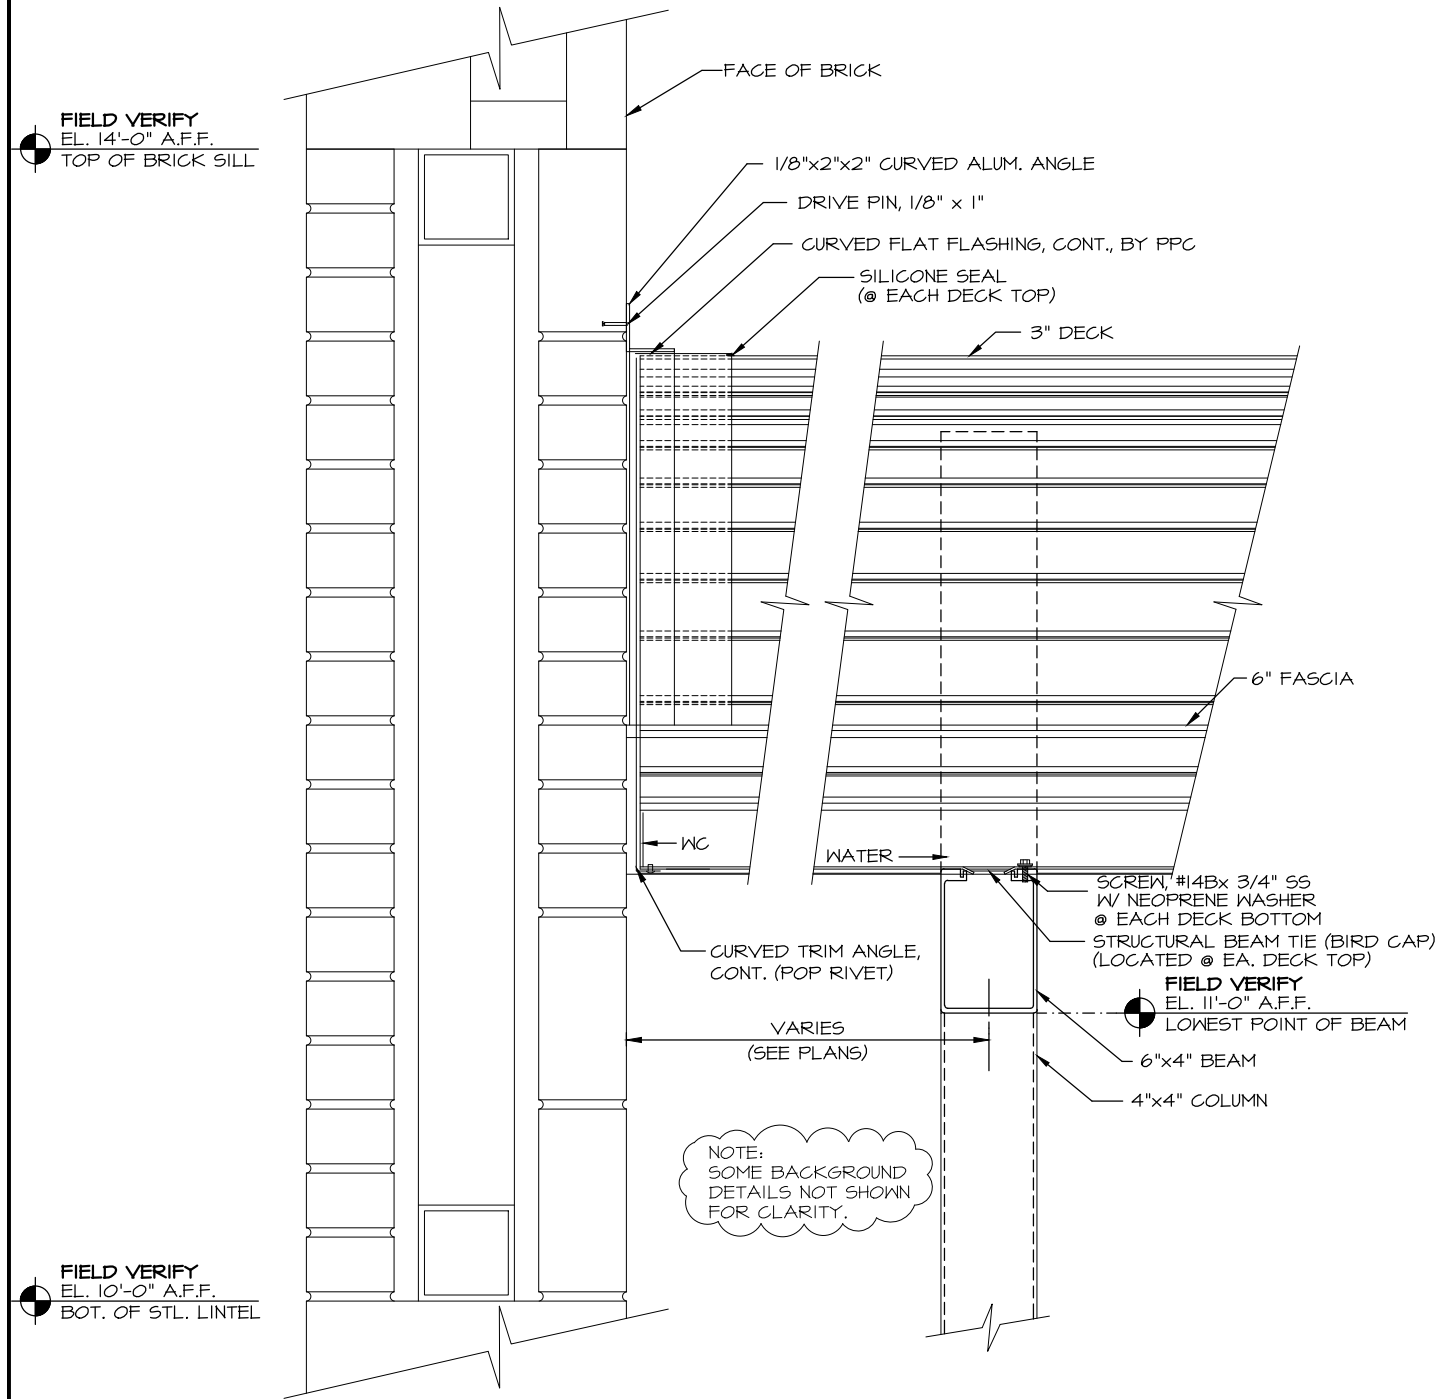 FACE OF BRICK
FIELD VERIFY
EL. 14'-0" A.F.F.
TOP OF BRICK SILL
1/8"x2"x2" CURVED ALUM. ANGLE
DRIVE PIN, 1/8" x 1"
CURVED FLAT FLASHING, CONT., BY PPC
SILICONE SEAL
(@ EACH DECK TOP)
3" DECK
6" FASCIA
WC
WATER
SCREW, #14Bx 3/4" SS
W/ NEOPRENE WASHER
@ EACH DECK BOTTOM
STRUCTURAL BEAM TIE (BIRD CAP)
(LOCATED @ EA. DECK TOP)
CURVED TRIM ANGLE,
CONT. (POP RIVET)
FIELD VERIFY
EL. 11'-0" A.F.F.
LOWEST POINT OF BEAM
VARIES
(SEE PLANS)
6"x4" BEAM
4"x4" COLUMN
NOTE:
SOME BACKGROUND
DETAILS NOT SHOWN
FOR CLARITY.
FIELD VERIFY
EL. 10'-0" A.F.F.
BOT. OF STL. LINTEL